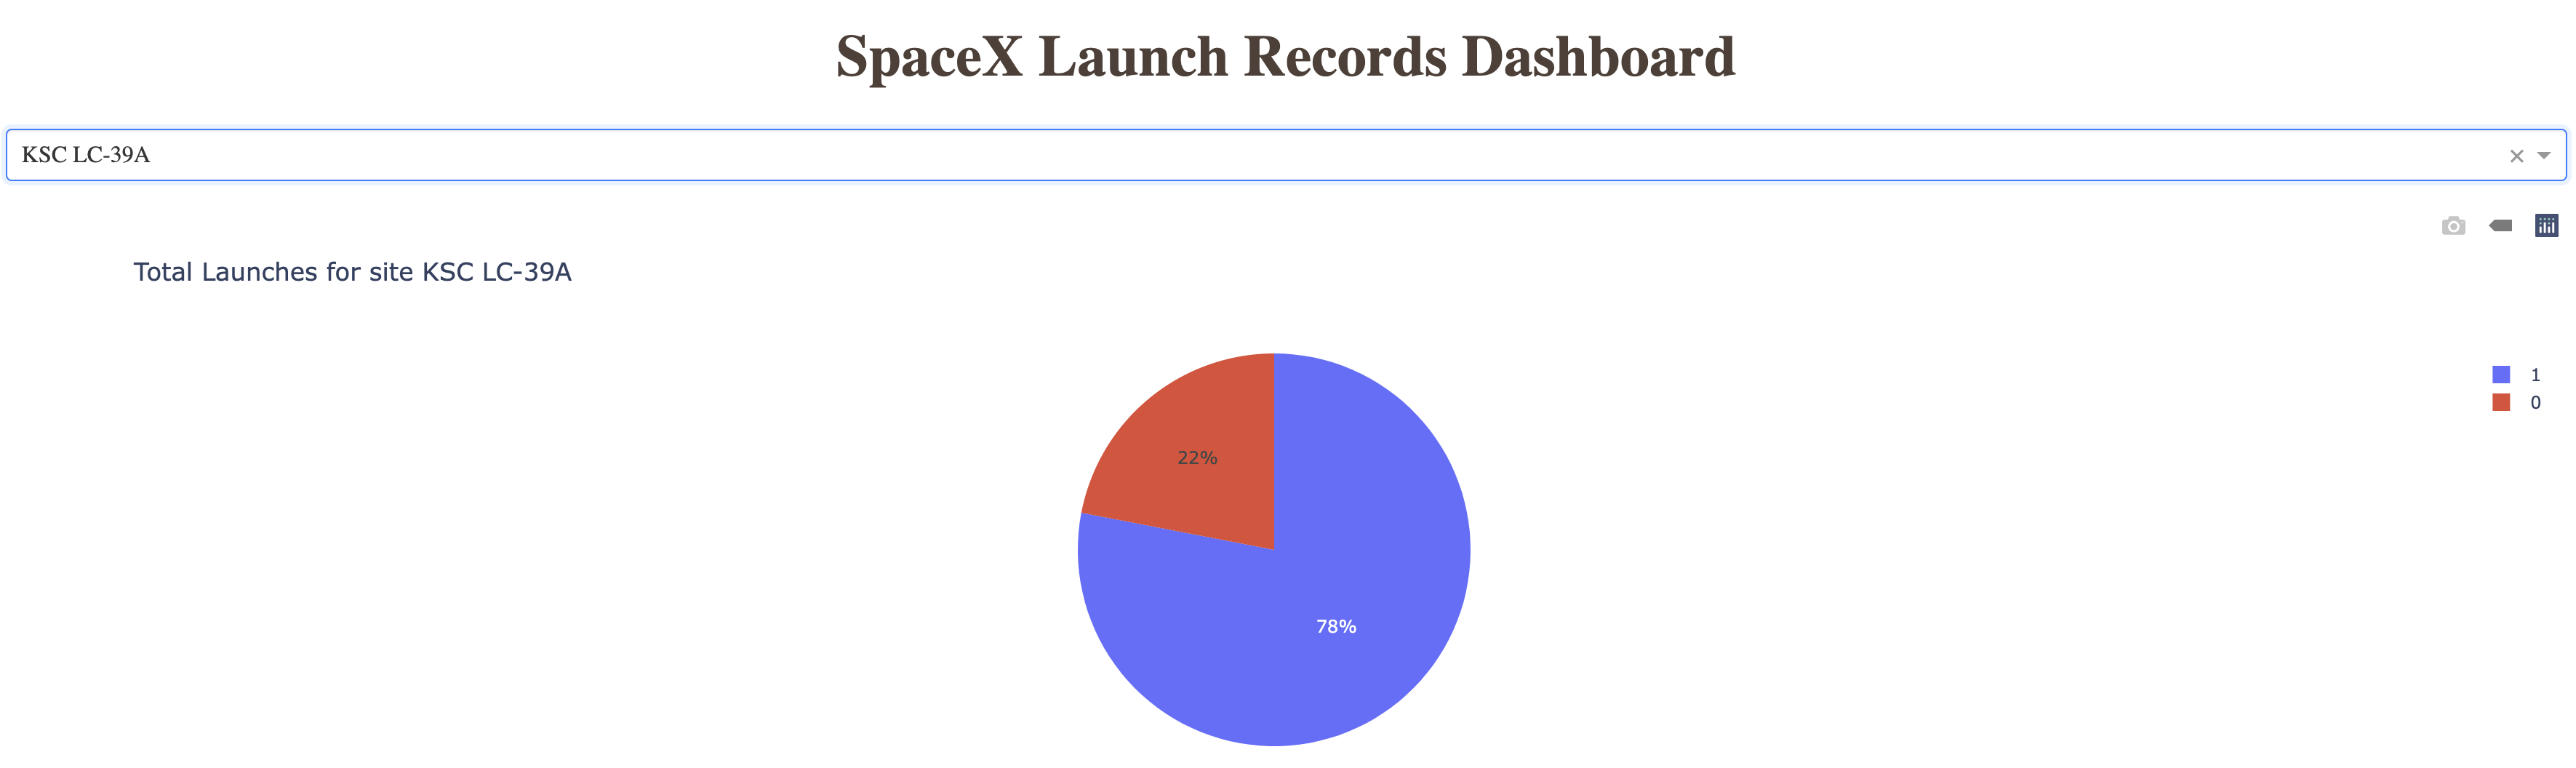 SpaceX Launch Records Dashboard
KSC LC-39A
Total Launches for site KSC LC-39A
1
0
22%
78%